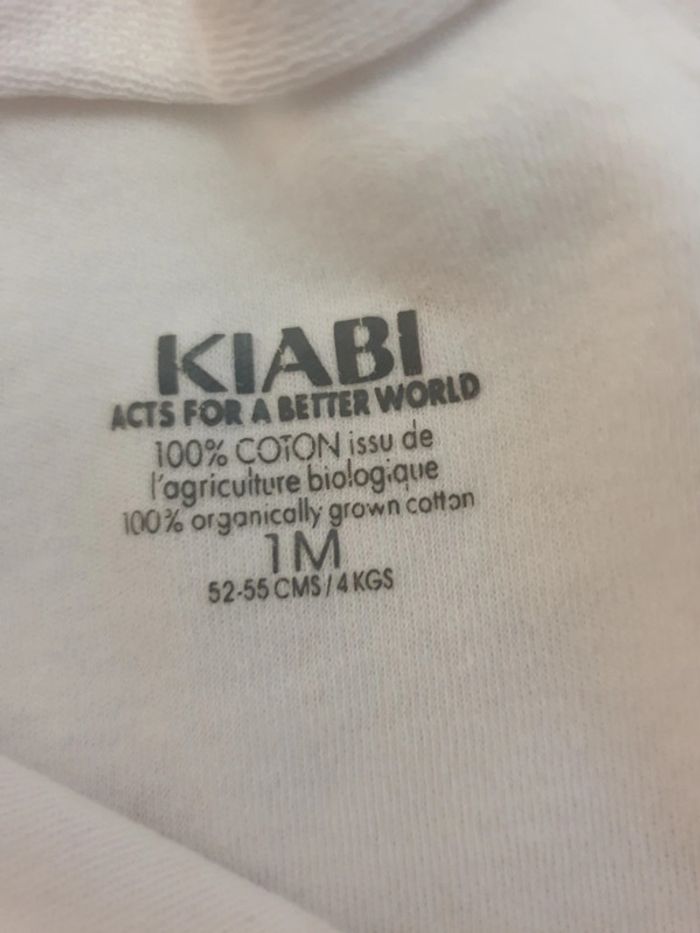 KIABI
ACTS FOR A BETTER WORLD
100% COTON issu de
l'agriculture biologique
100% organically grown cotton
1M
52-55 CMS / 4 KGS